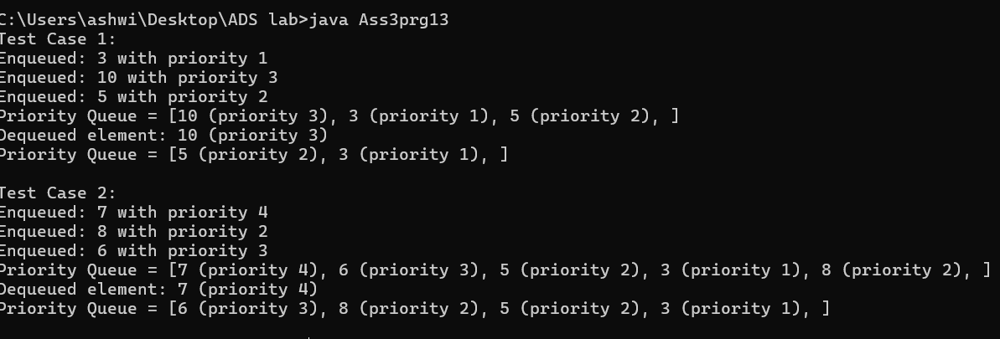 C:\Users\ashwi\Desktop\ADS lab>java Ass3prg13
Test Case 1:
Enqueued: 3 with priority 1
Enqueued: 10 with priority 3
Enqueued: 5 with priority 2
Priority Queue = [10 (priority 3), 3 (priority 1), 5 (priority 2), ]
Dequeued element: 10 (priority 3)
Priority Queue = [5 (priority 2), 3 (priority 1), ]
Test Case 2:
Enqueued: 7 with priority 4
Enqueued: 8 with priority 2
Enqueued: 6 with priority 3
Priority Queue = [7 (priority 4), 6 (priority 3), 5 (priority 2), 3 (priority 1), 8 (priority 2), ]
Dequeued element: 7 (priority 4)
Priority Queue = [6 (priority 3), 8 (priority 2), 5 (priority 2), 3 (priority 1), ]